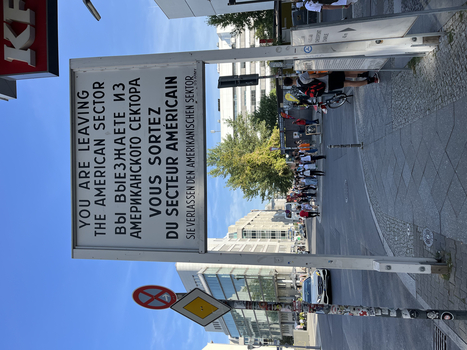 YOU ARE LEAVING
THE AMERICAN SECTOR
ВЫ ВЫЕЗЖАЕТЕ ИЗ
АМЕРИКАНСКОГО СЕКТОРА
VOUS SORTEZ
DU SECTEUR AMÉRICAIN
SIE VERLASSEN DEN AMERIKANISCHEN SEKTOR